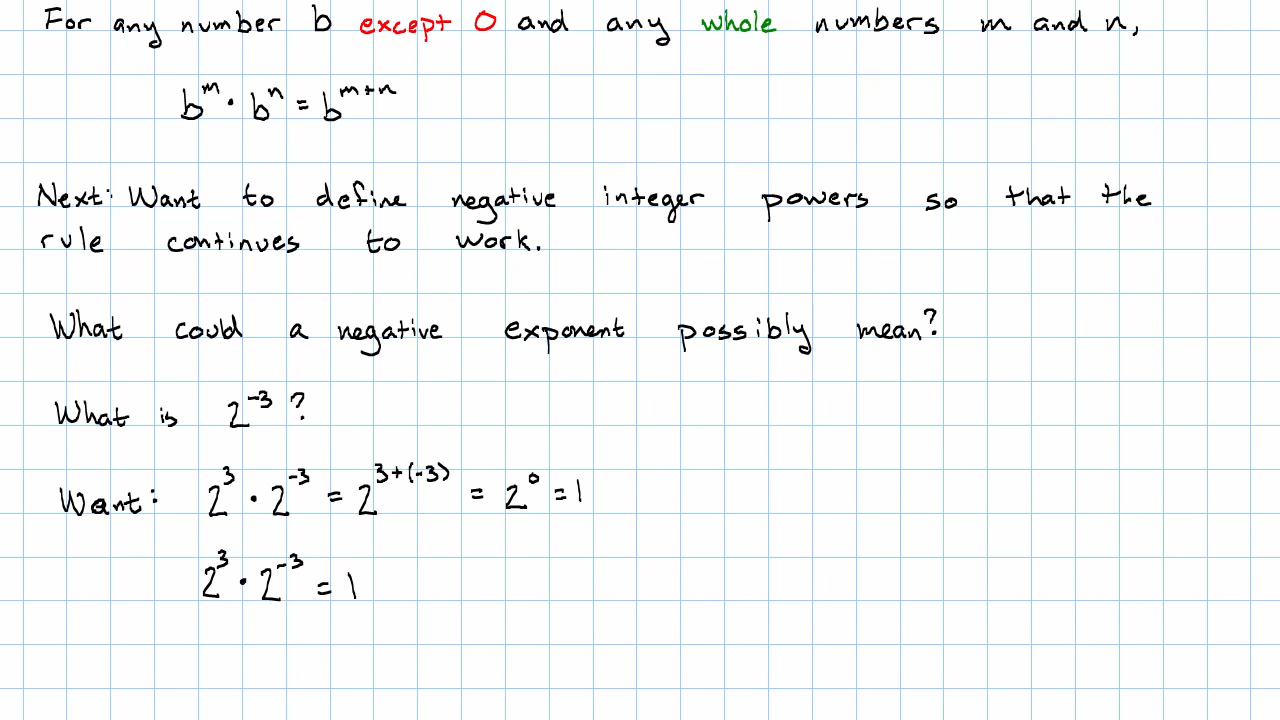 For any number b except 0 and any whole numbers m and n,
b^m · b^n = b^{m+n}
Next: Want to define negative integer powers so that the
rule continues to work.
What could a negative exponent possibly mean?
What is 2^{-3} ?
Want: 2^3 · 2^{-3} = 2^{3+(-3)} = 2^0 = 1
2^3 · 2^{-3} = 1